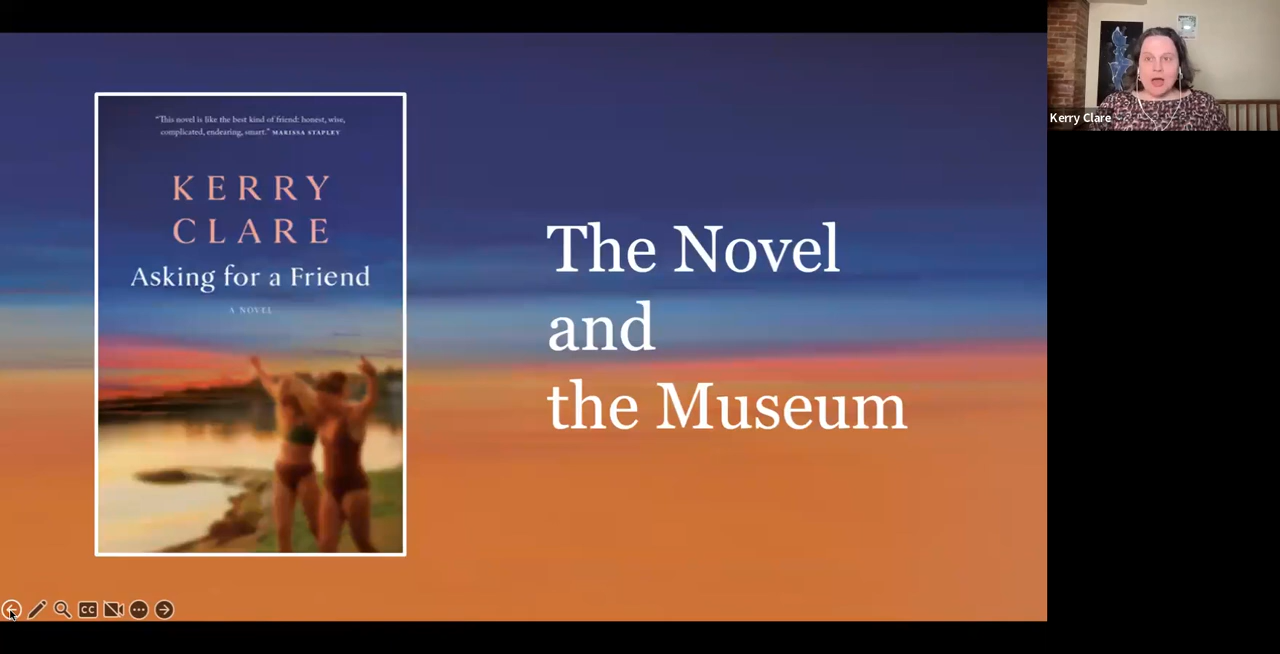 "This novel is like the best kind of friend: honest, wise,
complicated, endearing, smart." MARISSA STAPLEY
KERRY
CLARE
Asking for a Friend
A NOVEL
The Novel
and
the Museum
Kerry Clare
CC